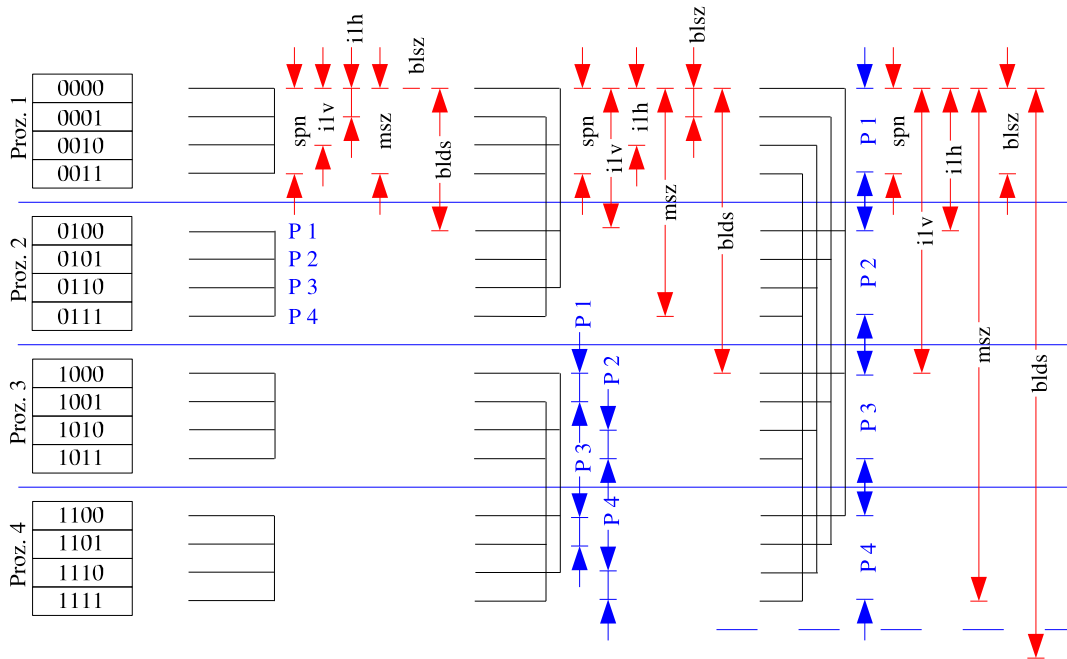 Proz. 1
0000
0001
0010
0011
Proz. 2
0100
0101
0110
0111
Proz. 3
1000
1001
1010
1011
Proz. 4
1100
1101
1110
1111
spn
i1v
i1h
msz
blsz
blds
P 1
P 2
P 3
P 4
spn
i1v
i1h
msz
blsz
blds
P 1
P 2
P 3
P 4
P 1
P 2
P 3
P 4
spn
i1v
i1h
msz
blsz
blds